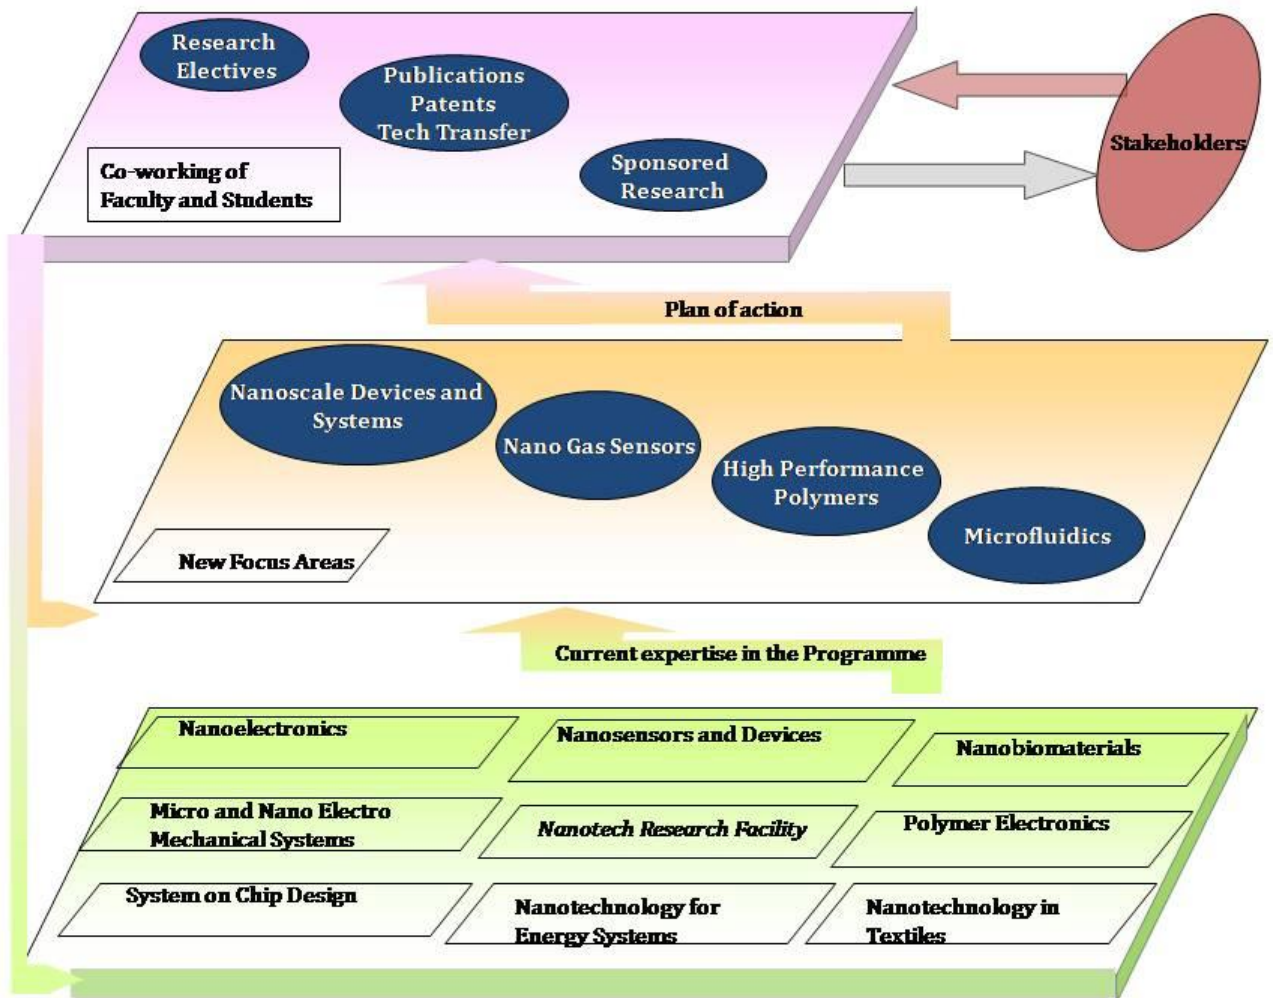 Research
Electives
Publications
Patents
Tech Transfer
Sponsored
Research
Co-working of
Faculty and Students
Stakeholders
Plan of action
Nanoscale Devices and
Systems
Nano Gas Sensors
High Performance
Polymers
Microfluidics
New Focus Areas
Current expertise in the Programme
Nanoelectronics
Nanosensors and Devices
Nanobiomaterials
Micro and Nano Electro
Mechanical Systems
Nanotech Research Facility
Polymer Electronics
System on Chip Design
Nanotechnology for
Energy Systems
Nanotechnology in
Textiles